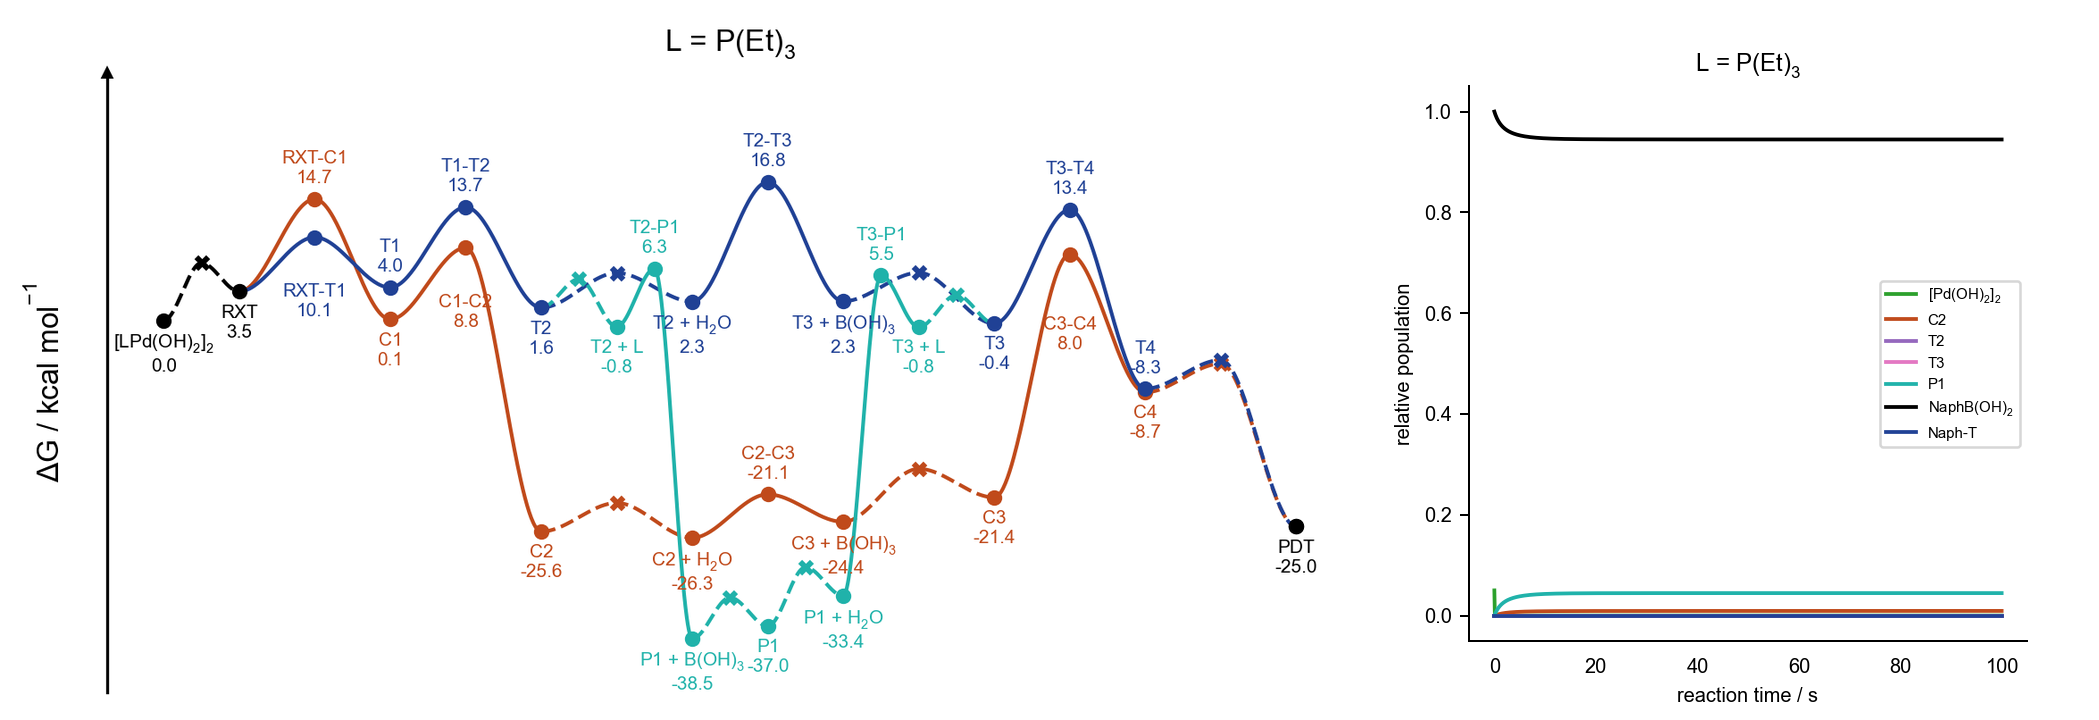 L = P(Et)₃
ΔG / kcal mol⁻¹
[LPd(OH)₂]₂
0.0
RXT
3.5
RXT-C1
14.7
RXT-T1
10.1
T1
4.0
C1
0.1
T1-T2
13.7
C1-C2
8.8
T2
1.6
C2
-25.6
T2 + L
-0.8
T2-P1
6.3
T2 + H₂O
2.3
C2 + H₂O
-26.3
P1 + B(OH)₃
-38.5
T2-T3
16.8
C2-C3
-21.1
P1
-37.0
T3 + B(OH)₃
2.3
C3 + B(OH)₃
-24.4
P1 + H₂O
-33.4
T3-P1
5.5
T3 + L
-0.8
T3
-0.4
C3
-21.4
T3-T4
13.4
C3-C4
8.0
T4
-8.3
C4
-8.7
PDT
-25.0
L = P(Et)₃
relative population
1.0
0.8
0.6
0.4
0.2
0.0
0
20
40
60
80
100
reaction time / s
[Pd(OH)₂]₂
C2
T2
T3
P1
NaphB(OH)₂
Naph-T